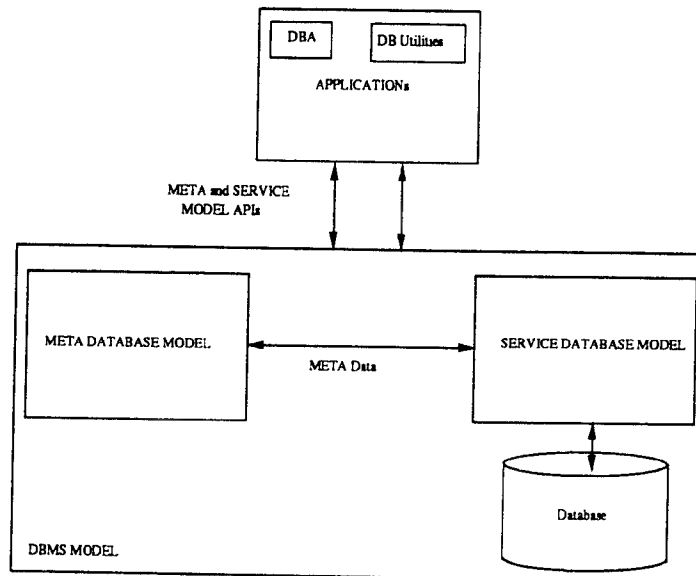 DBA
DB Utilities
APPLICATIONs
META and SERVICE
MODEL APIs
META DATABASE MODEL
SERVICE DATABASE MODEL
META Data
Database
DBMS MODEL